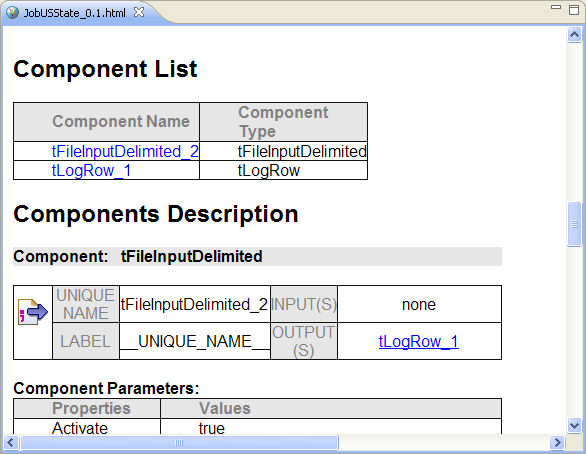 JobUSState_0.1.html
Component List
Component Name Component Type
tFileInputDelimited_2 tFileInputDelimited
tLogRow_1 tLogRow
Components Description
Component: tFileInputDelimited
UNIQUE NAME tFileInputDelimited_2 INPUT(S) none
LABEL __UNIQUE_NAME__ OUTPUT (S) tLogRow_1
Component Parameters:
Properties Values
Activate true